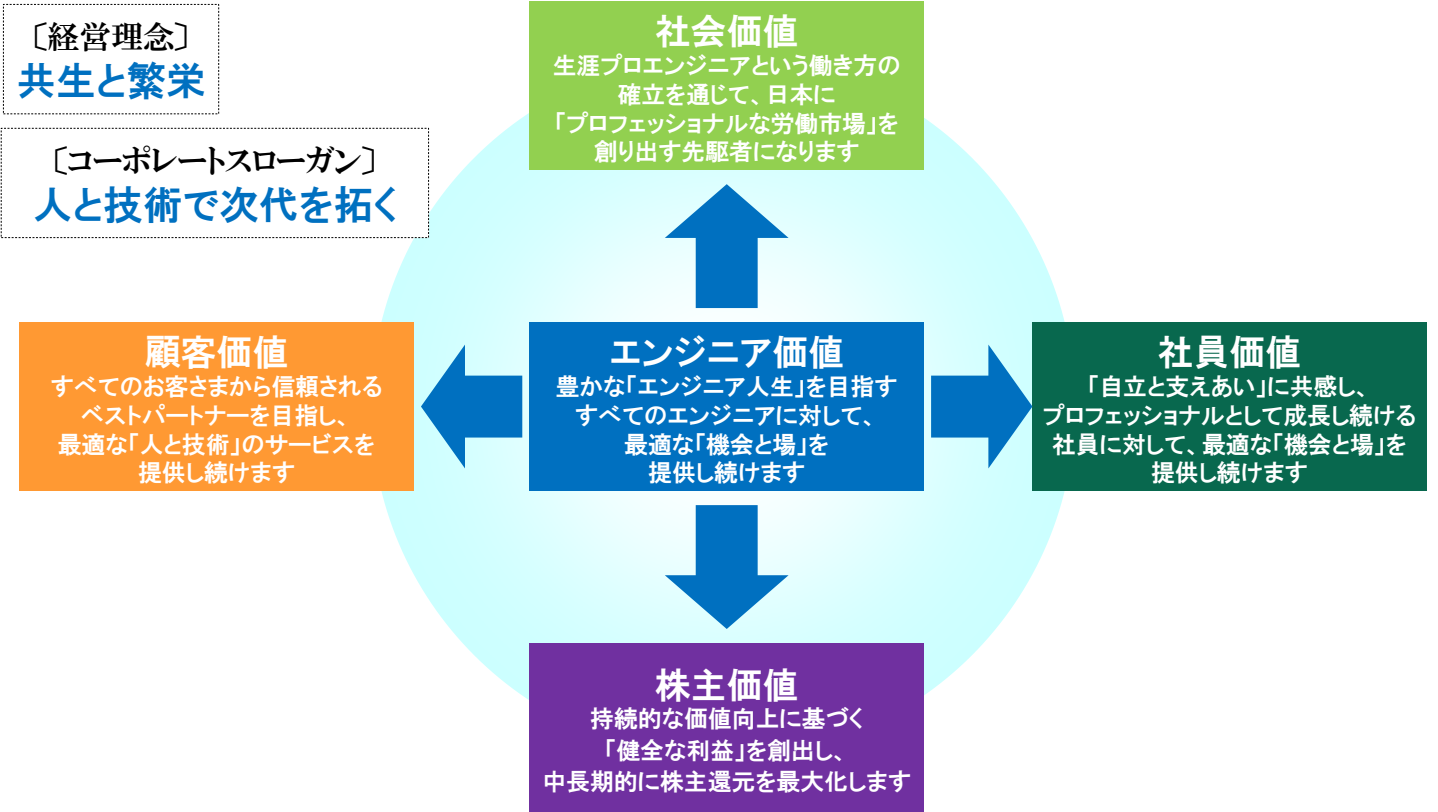 〔経営理念〕
共生と繁栄
〔コーポレートスローガン〕
人と技術で次代を拓く
社会価値
生涯プロエンジニアという働き方の
確立を通じて、日本に
「プロフェッショナルな労働市場」を
創り出す先駆者になります
顧客価値
すべてのお客さまから信頼される
ベストパートナーを目指し、
最適な「人と技術」のサービスを
提供し続けます
エンジニア価値
豊かな「エンジニア人生」を目指す
すべてのエンジニアに対して、
最適な「機会と場」を
提供し続けます
社員価値
「自立と支えあい」に共感し、
プロフェッショナルとして成長し続ける
社員に対して、最適な「機会と場」を
提供し続けます
株主価値
持続的な価値向上に基づく
「健全な利益」を創出し、
中長期的に株主還元を最大化します